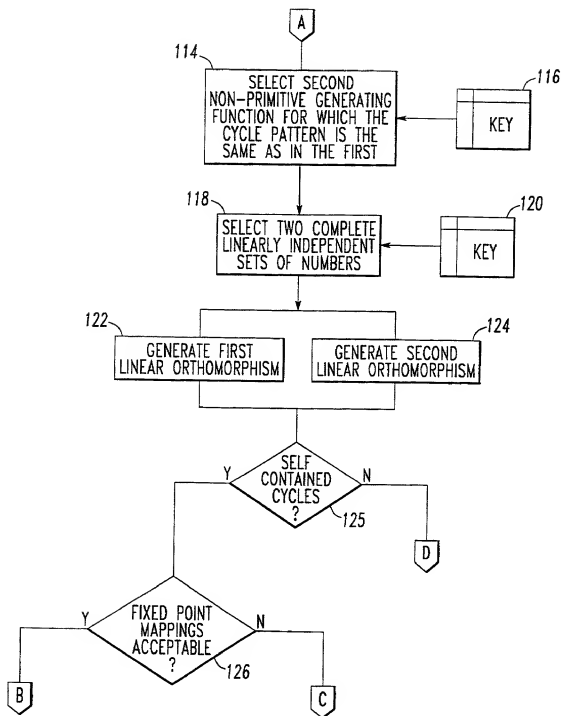 A
114
SELECT SECOND
NON-PRIMITIVE GENERATING
FUNCTION FOR WHICH THE
CYCLE PATTERN IS THE
SAME AS IN THE FIRST
116
KEY
118
SELECT TWO COMPLETE
LINEARLY INDEPENDENT
SETS OF NUMBERS
120
KEY
122
GENERATE FIRST
LINEAR ORTHOMORPHISM
124
GENERATE SECOND
LINEAR ORTHOMORPHISM
Y
SELF
CONTAINED
CYCLES
?
N
125
D
Y
FIXED POINT
MAPPINGS
ACCEPTABLE
?
N
126
B
C